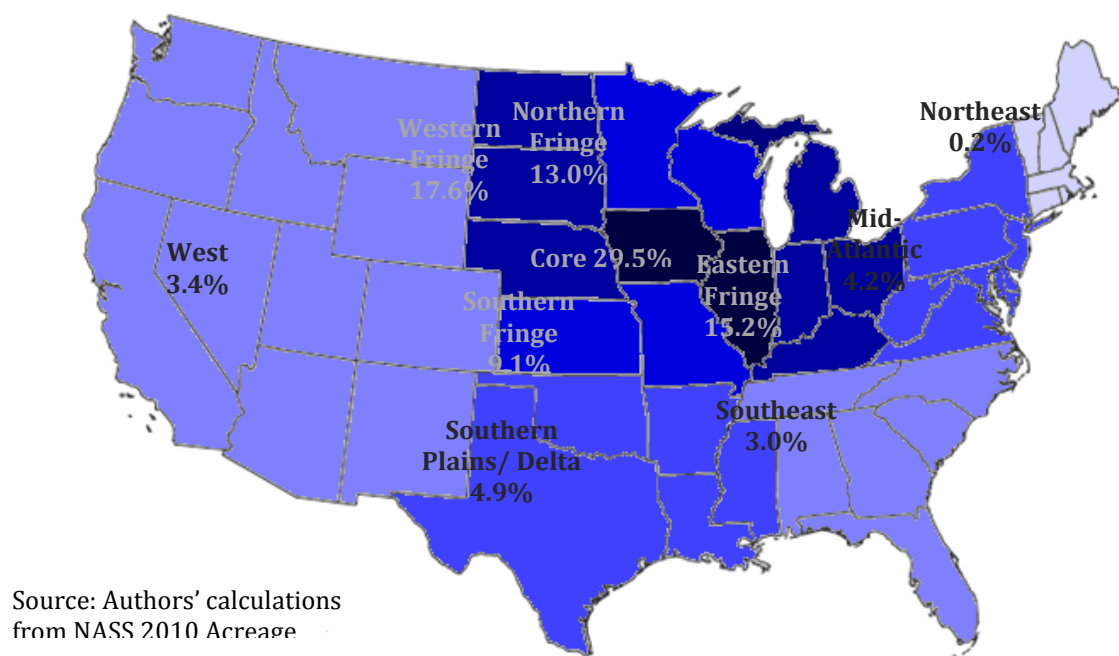 Northeast
0.2%
Western
Fringe
17.6%
Northern
Fringe
13.0%
Mid-
Atlantic
4.2%
West
3.4%
Core 29.5%
Eastern
Fringe
15.2%
Southern
Fringe
9.1%
Southeast
3.0%
Southern
Plains/ Delta
4.9%
Source: Authors’ calculations
from NASS 2010 Acreage